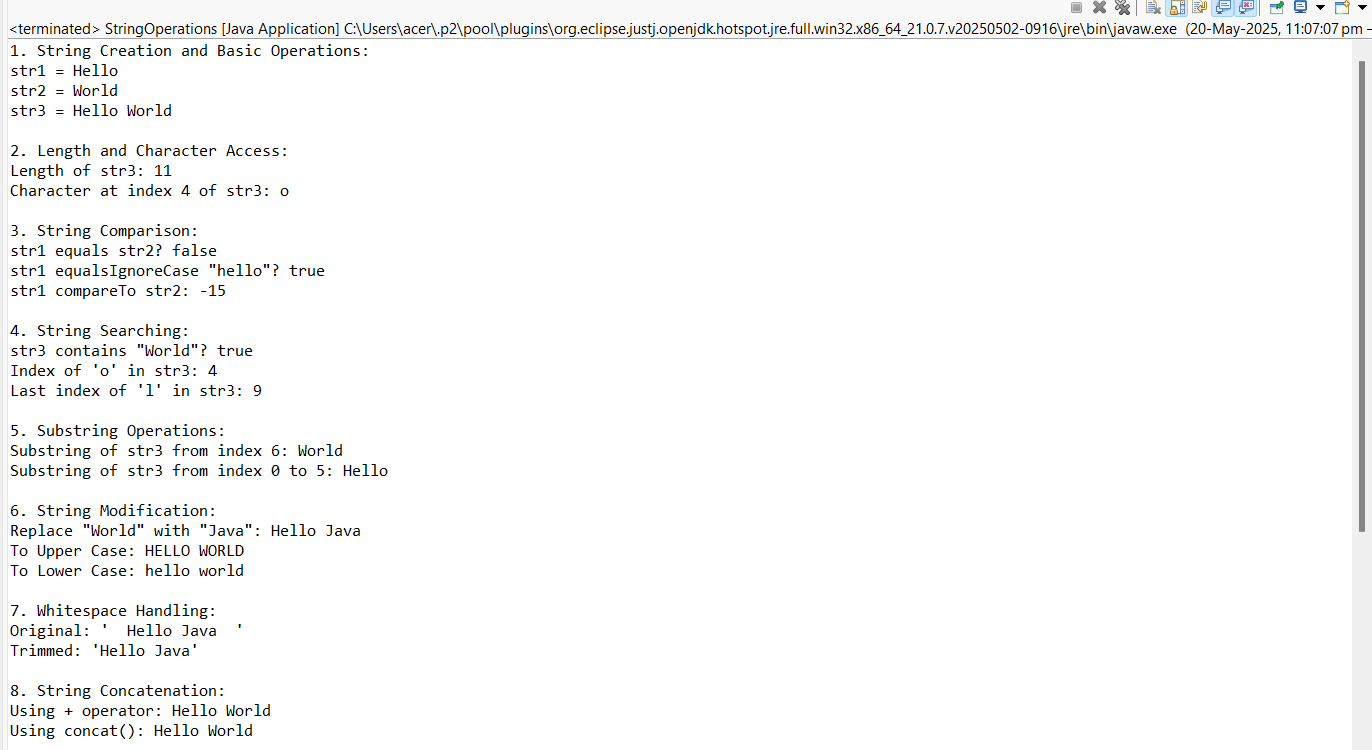 <terminated> StringOperations [Java Application] C:\Users\acer\.p2\pool\plugins\org.eclipse.justj.openjdk.hotspot.jre.full.win32.x86_64_21.0.7.v20250502-0916\jre\bin\javaw.exe (20-May-2025, 11:07:07 pm –
1. String Creation and Basic Operations:
str1 = Hello
str2 = World
str3 = Hello World

2. Length and Character Access:
Length of str3: 11
Character at index 4 of str3: o

3. String Comparison:
str1 equals str2? false
str1 equalsIgnoreCase "hello"? true
str1 compareTo str2: -15

4. String Searching:
str3 contains "World"? true
Index of 'o' in str3: 4
Last index of 'l' in str3: 9

5. Substring Operations:
Substring of str3 from index 6: World
Substring of str3 from index 0 to 5: Hello

6. String Modification:
Replace "World" with "Java": Hello Java
To Upper Case: HELLO WORLD
To Lower Case: hello world

7. Whitespace Handling:
Original: '  Hello Java  '
Trimmed: 'Hello Java'

8. String Concatenation:
Using + operator: Hello World
Using concat(): Hello World